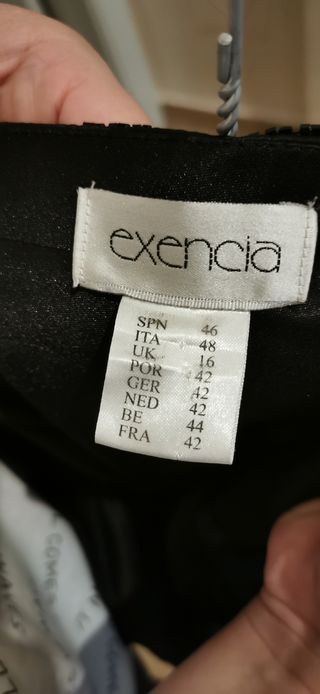 exencia
SPN 46
ITA 48
UK 16
POR 42
GER 42
NED 42
BE 44
FRA 42